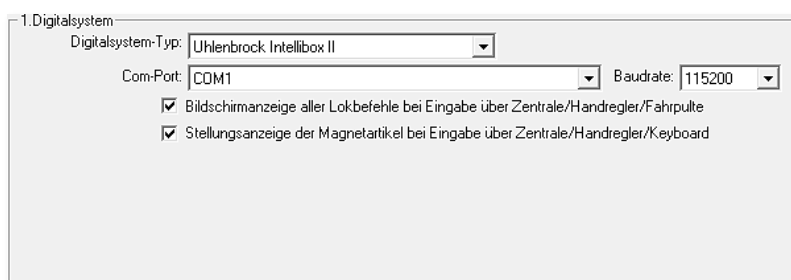 1.Digitalsystem
Digitalsystem-Typ: Uhlenbrock Intellibox II
Com-Port: COM1 Baudrate: 115200
Bildschirmanzeige aller Lokbefehle bei Eingabe über Zentrale/Handregler/Fahrpulte
Stellungsanzeige der Magnetartikel bei Eingabe über Zentrale/Handregler/Keyboard